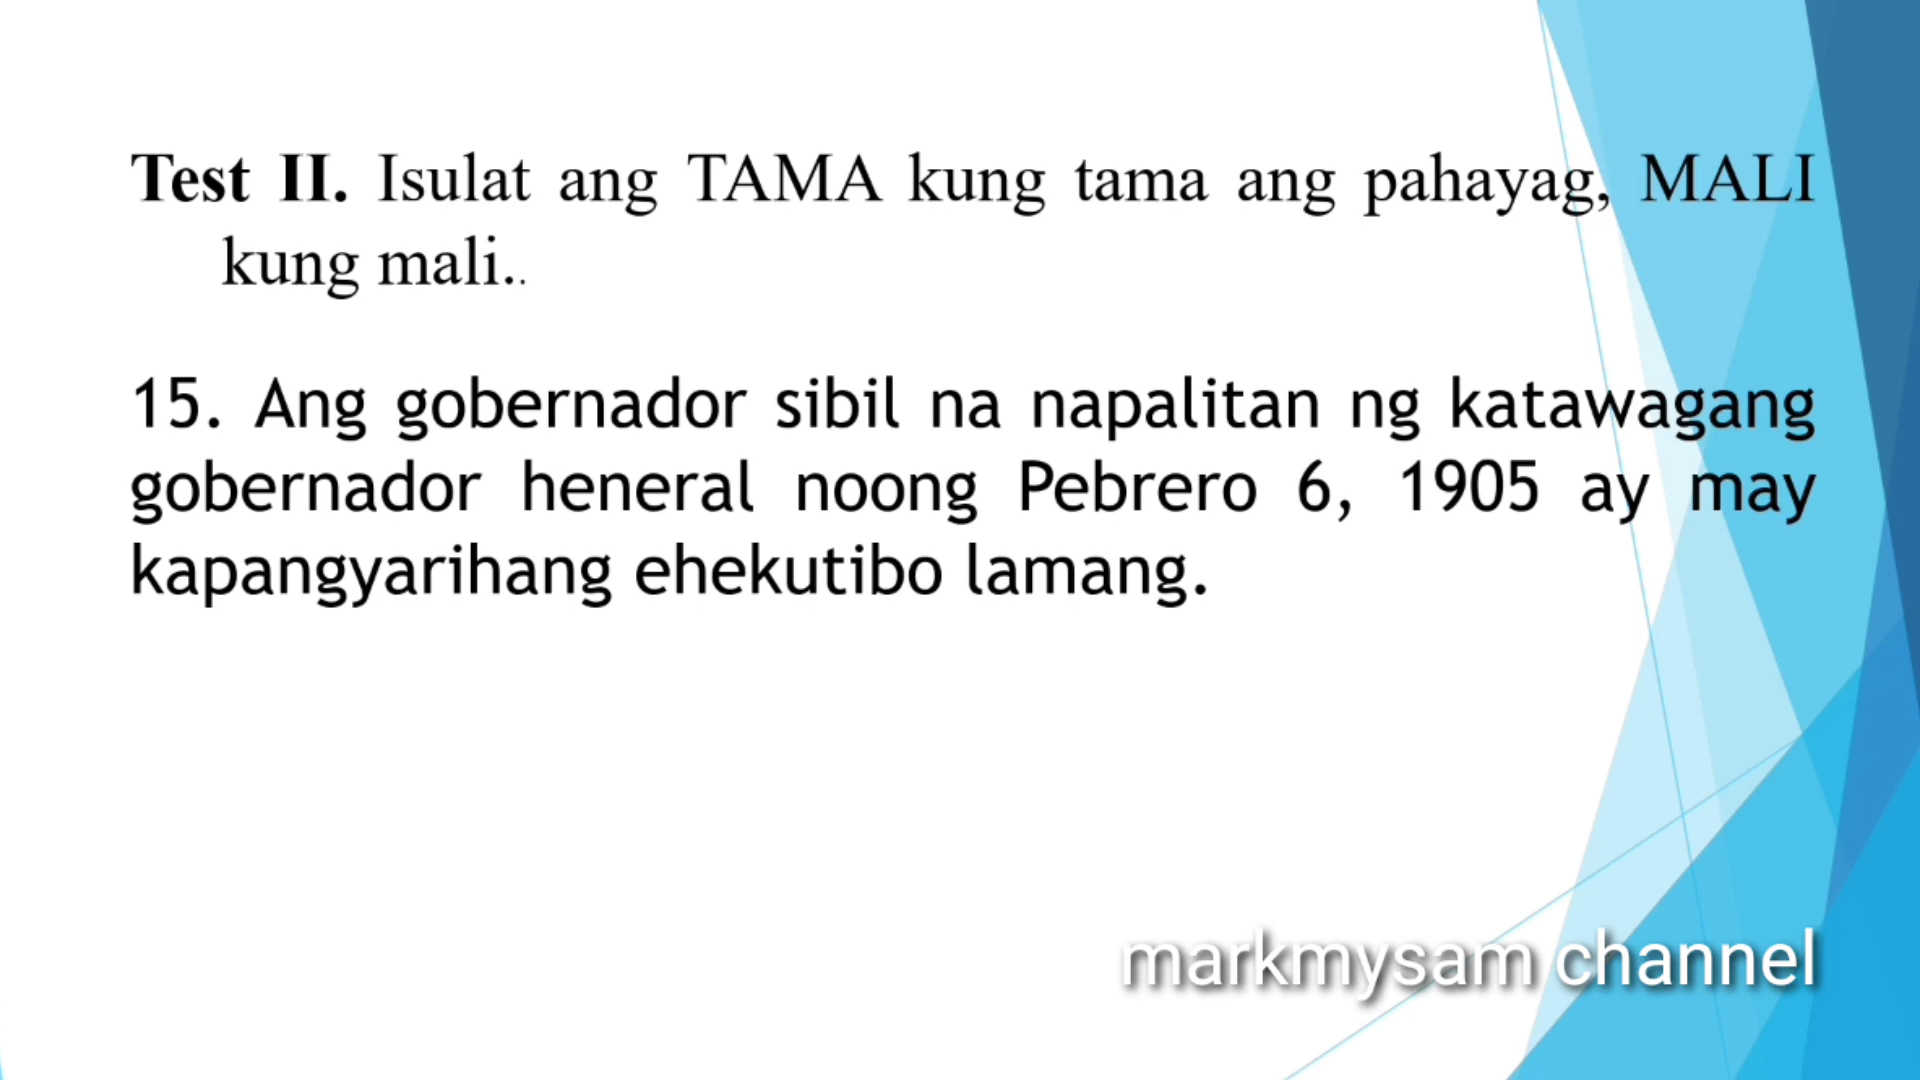 Test II. Isulat ang TAMA kung tama ang pahayag, MALI
kung mali..
15. Ang gobernador sibil na napalitan ng katawagang
gobernador heneral noong Pebrero 6, 1905 ay may
kapangyarihang ehekutibo lamang.
markmysam channel